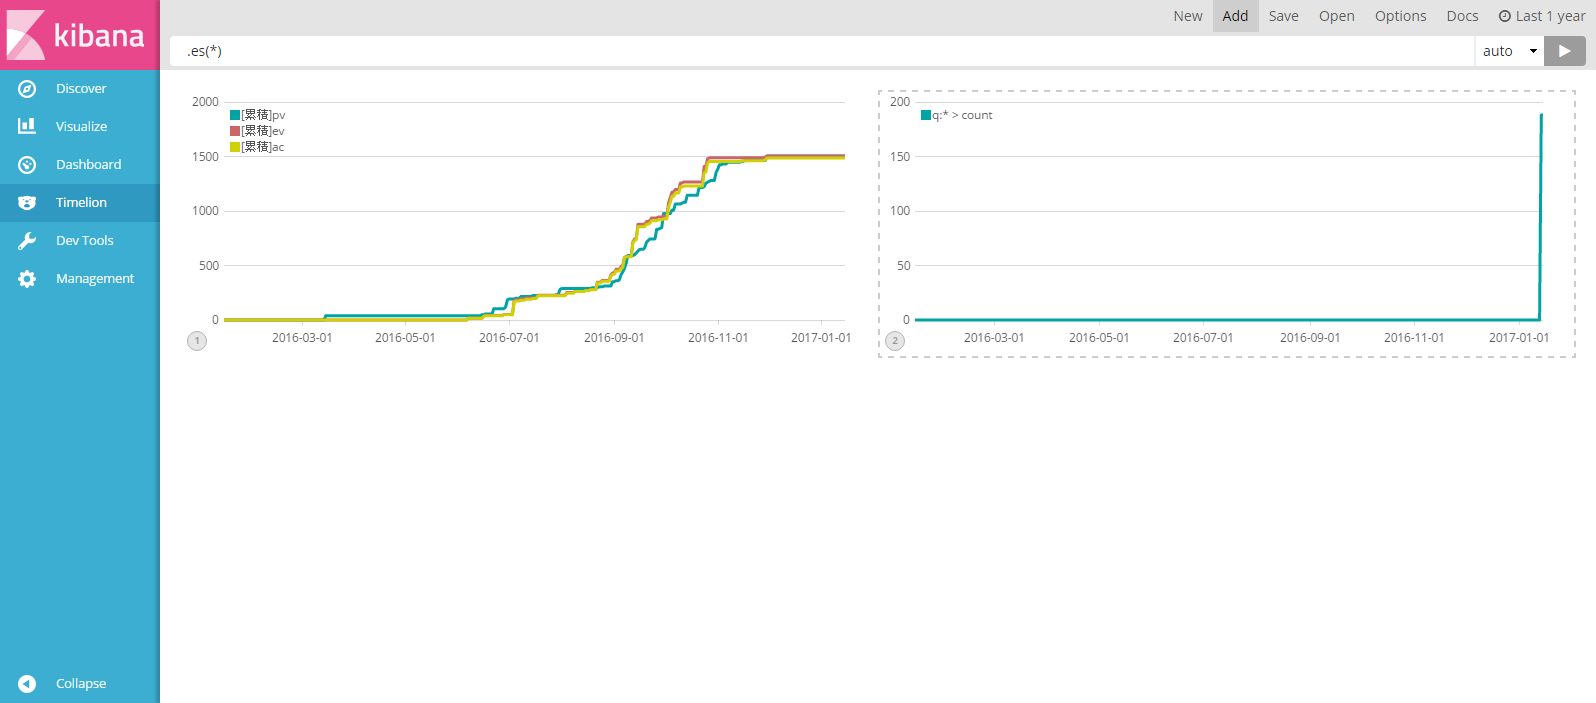 kibana
Discover
Visualize
Dashboard
Timelion
Dev Tools
Management
Collapse
New Add Save Open Options Docs Last 1 year
.es(*) auto
2000
1500
1000
500
0
[累積]pv
[累積]ev
[累積]ac
2016-03-01 2016-05-01 2016-07-01 2016-09-01 2016-11-01 2017-01-01
1
200
150
100
50
0
q:* > count
2016-03-01 2016-05-01 2016-07-01 2016-09-01 2016-11-01 2017-01-01
2